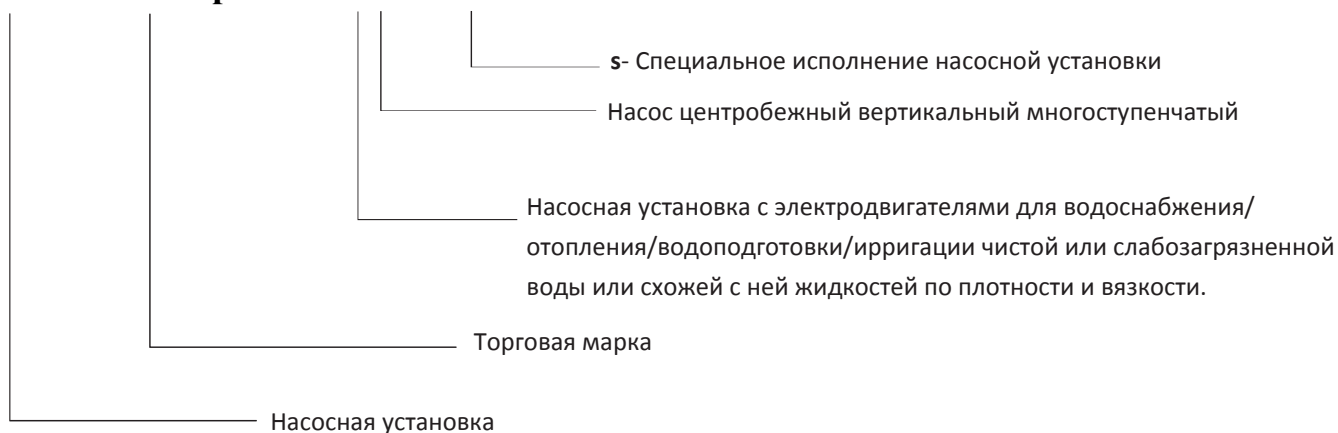 s- Специальное исполнение насосной установки
Насос центробежный вертикальный многоступенчатый
Насосная установка с электродвигателями для водоснабжения/
отопления/водоподготовки/ирригации чистой или слабозагрязненной
воды или схожей с ней жидкостей по плотности и вязкости.
Торговая марка
Насосная установка